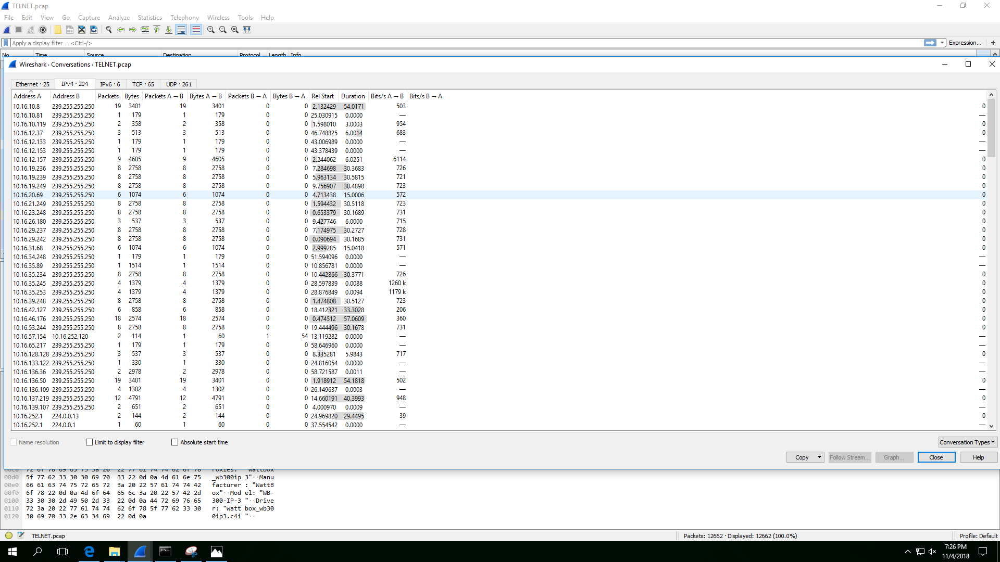 TELNET.pcap
File Edit View Go Capture Analyze Statistics Telephony Wireless Tools Help
Apply a display filter ... <Ctrl-/> Expression... +
No. Time Source Destination Protocol Length Info
Wireshark · Conversations · TELNET.pcap
Ethernet · 25 IPv4 · 204 IPv6 · 6 TCP · 65 UDP · 261
Address A Address B Packets Bytes Packets A → B Bytes A → B Packets B → A Bytes B → A Rel Start Duration Bits/s A → B Bits/s B → A
10.16.10.8 239.255.255.250 19 3401 19 3401 0 0 2.132429 54.0171 503 0
10.16.10.81 239.255.255.250 1 179 1 179 0 0 25.030915 0.0000 — —
10.16.10.119 239.255.255.250 2 358 2 358 0 0 1.598010 3.0003 954 0
10.16.12.37 239.255.255.250 3 513 3 513 0 0 46.748825 6.0014 683 0
10.16.12.133 239.255.255.250 1 179 1 179 0 0 43.006989 0.0000 — —
10.16.12.153 239.255.255.250 1 179 1 179 0 0 43.378439 0.0000 — —
10.16.12.157 239.255.255.250 9 4605 9 4605 0 0 2.244062 6.0251 6114 0
10.16.19.236 239.255.255.250 8 2758 8 2758 0 0 7.284698 30.3683 726 0
10.16.19.239 239.255.255.250 8 2758 8 2758 0 0 5.963134 30.5815 721 0
10.16.19.249 239.255.255.250 8 2758 8 2758 0 0 9.756907 30.4898 723 0
10.16.20.69 239.255.255.250 6 1074 6 1074 0 0 4.713438 15.0006 572 0
10.16.21.249 239.255.255.250 8 2758 8 2758 0 0 1.594432 30.5118 723 0
10.16.23.248 239.255.255.250 8 2758 8 2758 0 0 0.653379 30.1689 731 0
10.16.26.180 239.255.255.250 3 537 3 537 0 0 9.427746 6.0000 715 0
10.16.29.237 239.255.255.250 8 2758 8 2758 0 0 7.174975 30.2727 728 0
10.16.29.242 239.255.255.250 8 2758 8 2758 0 0 0.090694 30.1685 731 0
10.16.31.68 239.255.255.250 6 1074 6 1074 0 0 2.999285 15.0418 571 0
10.16.34.248 239.255.255.250 1 179 1 179 0 0 51.594096 0.0000 — —
10.16.35.89 239.255.255.250 1 1514 1 1514 0 0 10.856781 0.0000 — —
10.16.35.234 239.255.255.250 8 2758 8 2758 0 0 10.442866 30.3771 726 0
10.16.35.245 239.255.255.250 4 1379 4 1379 0 0 28.597839 0.0088 1260 k 0
10.16.35.253 239.255.255.250 4 1379 4 1379 0 0 28.876849 0.0094 1179 k 0
10.16.39.248 239.255.255.250 8 2758 8 2758 0 0 1.474808 30.5127 723 0
10.16.42.127 239.255.255.250 6 858 6 858 0 0 18.412321 33.3028 206 0
10.16.46.176 239.255.255.250 18 2574 18 2574 0 0 0.474512 57.0609 360 0
10.16.53.244 239.255.255.250 8 2758 8 2758 0 0 19.444496 30.1678 731 0
10.16.57.154 10.16.252.120 2 114 1 60 1 54 13.119282 0.0000 — —
10.16.65.217 239.255.255.250 1 179 1 179 0 0 58.646960 0.0000 — —
10.16.128.128 239.255.255.250 3 537 3 537 0 0 8.335281 5.9843 717 0
10.16.133.122 239.255.255.250 1 330 1 330 0 0 24.816054 0.0000 — —
10.16.136.36 239.255.255.250 2 2978 2 2978 0 0 58.721587 0.0011 — —
10.16.136.50 239.255.255.250 19 3401 19 3401 0 0 1.918912 54.1818 502 0
10.16.136.109 239.255.255.250 4 1302 4 1302 0 0 26.149637 0.0003 — —
10.16.137.219 239.255.255.250 12 4791 12 4791 0 0 14.660191 40.3993 948 0
10.16.139.107 239.255.255.250 2 651 2 651 0 0 4.000970 0.0009 — —
10.16.252.1 224.0.0.13 2 144 2 144 0 0 24.969820 29.4495 39 0
10.16.252.1 224.0.0.1 1 60 1 60 0 0 37.554542 0.0000 — —
Name resolution Limit to display filter Absolute start time Conversation Types
Copy Follow Stream... Graph... Close Help
00c0 72 6f 78 69 65 73 3a 20 22 77 61 74 74 62 6f 78 roxies: "wattbox
00d0 5f 77 62 33 30 30 69 70 33 22 0d 0a 4d 61 6e 75 _wb300ip 3"··Manu
00e0 66 61 63 74 75 72 65 72 3a 20 22 57 61 74 74 42 facturer : "WattB
00f0 6f 78 22 0d 0a 4d 6f 64 65 6c 3a 20 22 57 42 2d ox"··Mod el: "WB-
0100 33 30 30 2d 49 50 2d 33 22 0d 0a 44 72 69 76 65 300-IP-3 "··Drive
0110 72 3a 20 22 77 61 74 74 62 6f 78 5f 77 62 33 30 r: "watt box_wb30
0120 30 69 70 33 2e 63 34 69 22 0d 0a 0ip3.c4i "··
TELNET.pcap Packets: 12662 · Displayed: 12662 (100.0%) Profile: Default
7:26 PM
11/4/2018